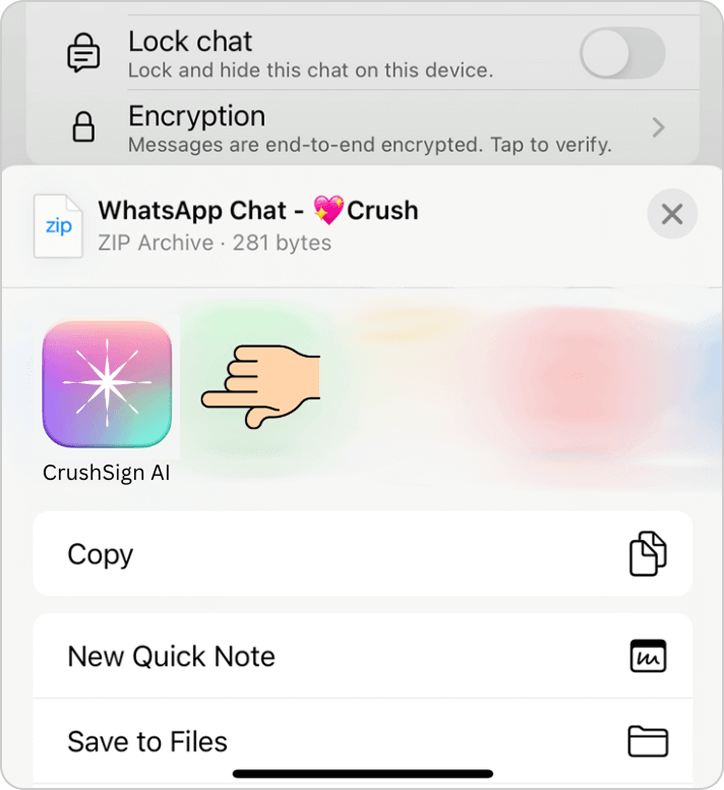 Lock chat
Lock and hide this chat on this device.
Encryption
Messages are end-to-end encrypted. Tap to verify.
zip
WhatsApp Chat - 💖Crush
ZIP Archive · 281 bytes
CrushSign AI
Copy
New Quick Note
Save to Files